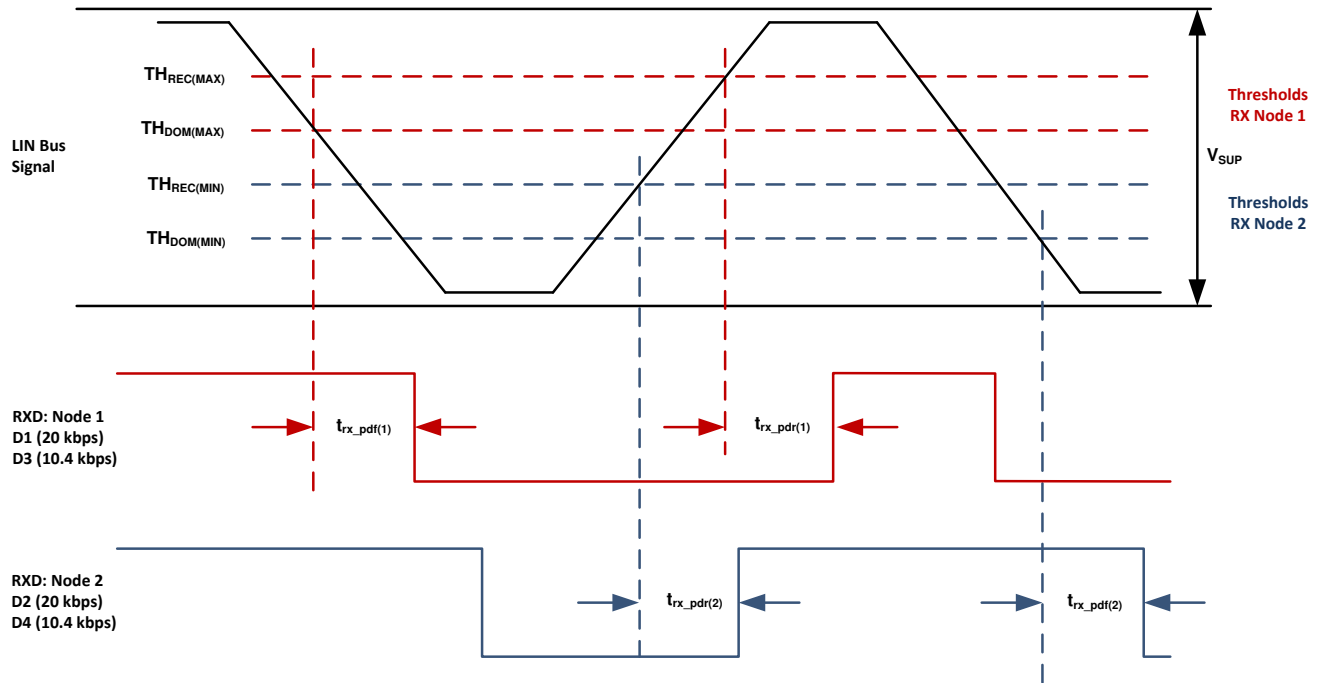 TH_REC(MAX)
TH_DOM(MAX)
TH_REC(MIN)
TH_DOM(MIN)
LIN Bus
Signal
V_SUP
Thresholds
RX Node 1
Thresholds
RX Node 2
RXD: Node 1
D1 (20 kbps)
D3 (10.4 kbps)
t_rx_pdf(1)
t_rx_pdr(1)
RXD: Node 2
D2 (20 kbps)
D4 (10.4 kbps)
t_rx_pdr(2)
t_rx_pdf(2)